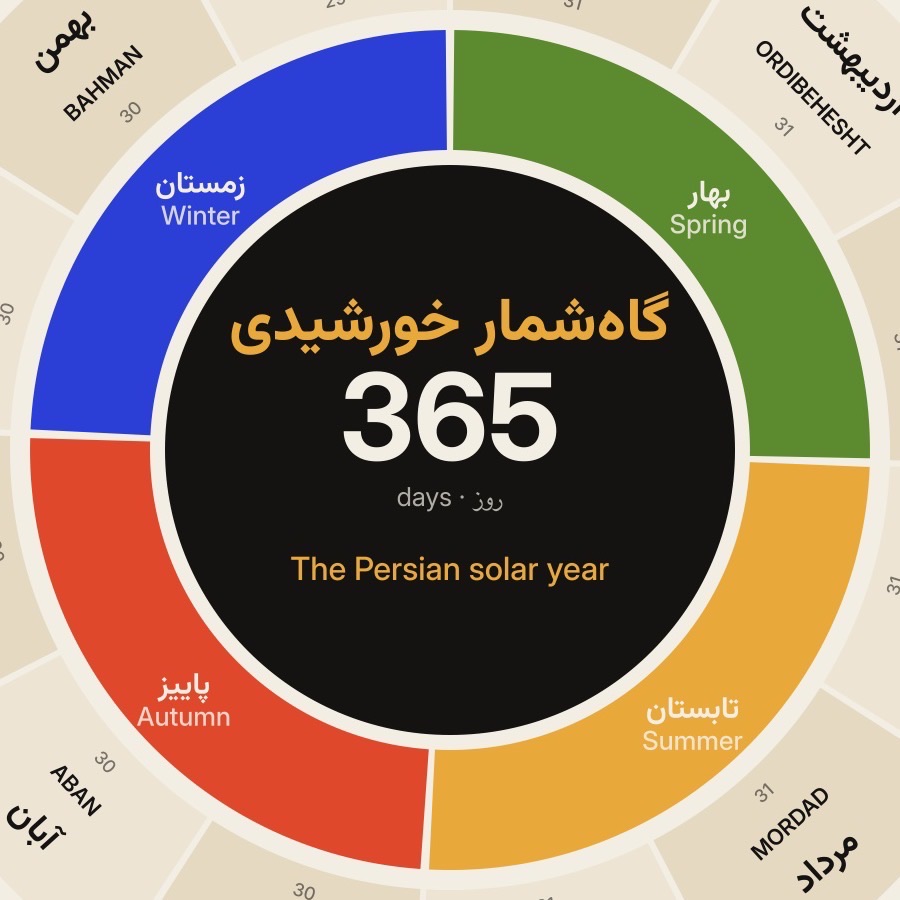 گاه‌شمار خورشیدی
365
days · روز
The Persian solar year
بهار
Spring
تابستان
Summer
پاییز
Autumn
زمستان
Winter
اردیبهشت
ORDIBEHESHT
31
31
31
مرداد
MORDAD
31
30
آبان
ABAN
30
30
بهمن
BAHMAN
30